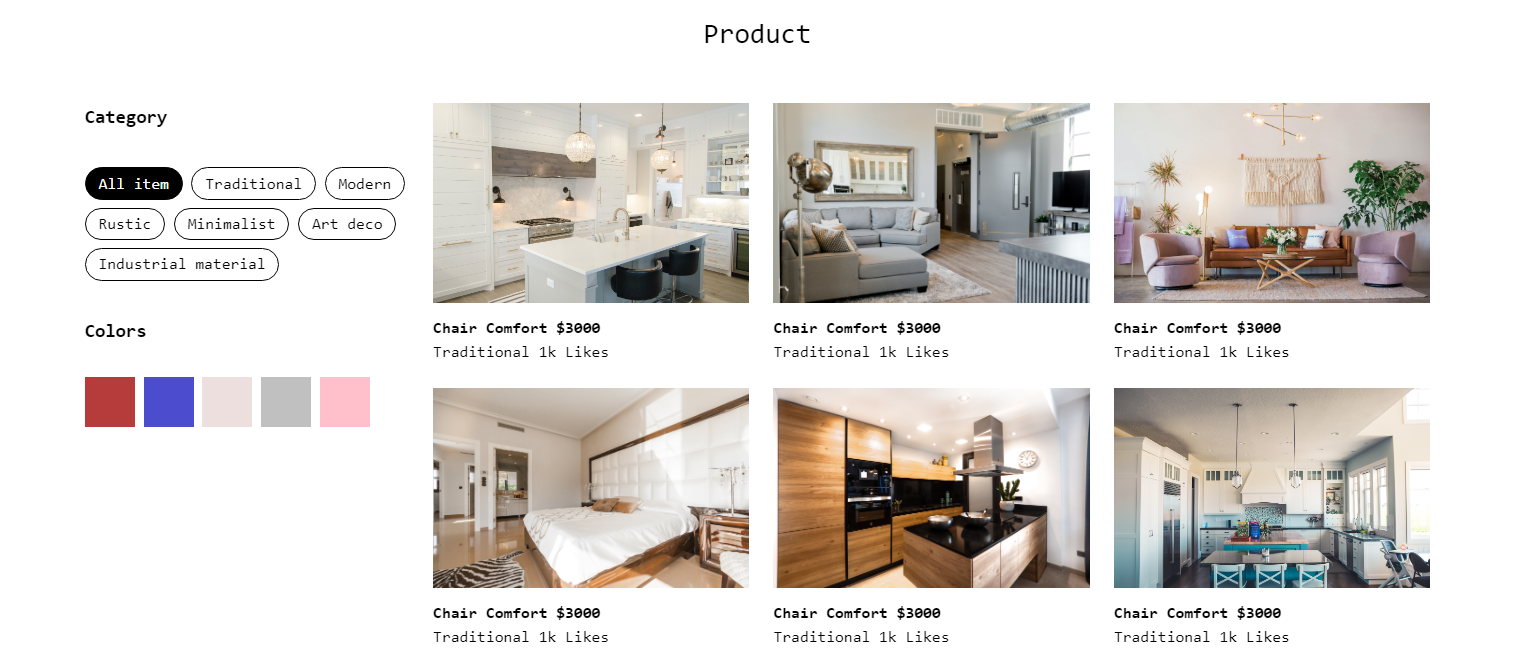 Product
Category
All item
Traditional
Modern
Rustic
Minimalist
Art deco
Industrial material
Colors
Chair Comfort $3000
Traditional 1k Likes
Chair Comfort $3000
Traditional 1k Likes
Chair Comfort $3000
Traditional 1k Likes
Chair Comfort $3000
Traditional 1k Likes
Chair Comfort $3000
Traditional 1k Likes
Chair Comfort $3000
Traditional 1k Likes